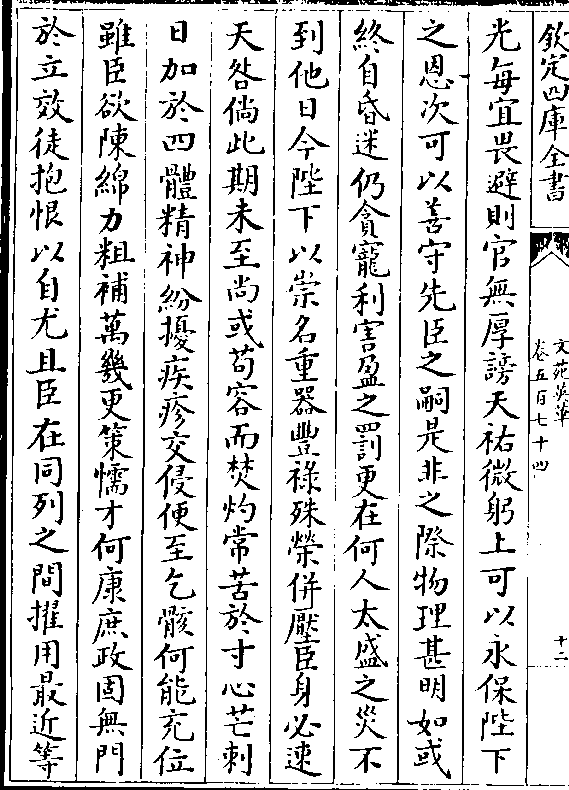 欽定四庫全書
文苑英華
卷五百七十四
十二
光每宜畏避則官無厚謗天祐微躬上可以永保陛下
之恩次可以善守先臣之嗣是非之際物理甚明如或
終自昏迷仍貪寵利害盈之罰更在何人太盛之災不
到他日今陛下以崇名重器豐祿殊榮併壓臣身必速
天咎倘此期未至尚或苟容而焚灼常苦於寸心芒刺
日加於四體精神紛擾疾疹交侵便至乞骸何能充位
雖臣欲陳綿力粗補萬幾更策懦才何康庶政固無門
於立效徒抱恨以自尤且臣在同列之間擢用最近等